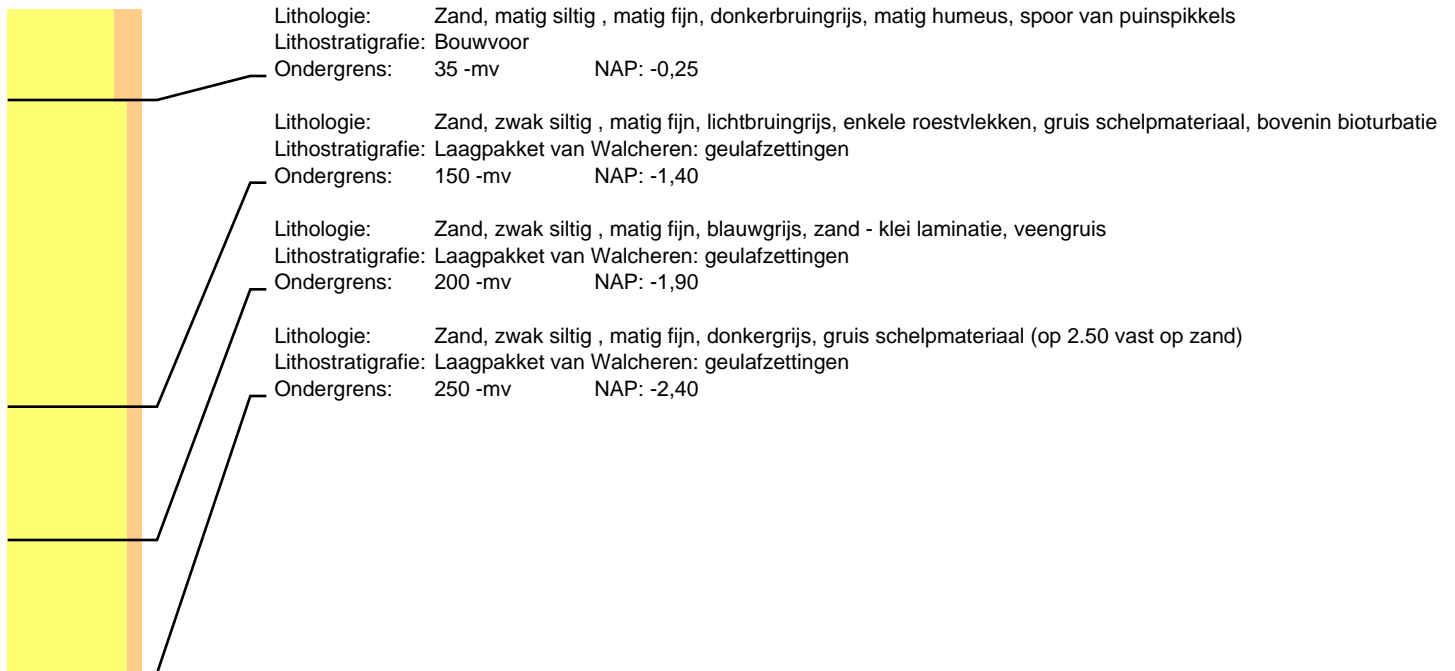 Lithologie: Zand, matig siltig , matig fijn, donkerbruingrijs, matig humeus, spoor van puinspikkels
Lithostratigrafie: Bouwvoor
Ondergrens: 35 -mv NAP: -0,25
Lithologie: Zand, zwak siltig , matig fijn, lichtbruingrijs, enkele roestvlekken, gruis schelpmateriaal, bovenin bioturbatie
Lithostratigrafie: Laagpakket van Walcheren: geulafzettingen
Ondergrens: 150 -mv NAP: -1,40
Lithologie: Zand, zwak siltig , matig fijn, blauwgrijs, zand - klei laminatie, veengruis
Lithostratigrafie: Laagpakket van Walcheren: geulafzettingen
Ondergrens: 200 -mv NAP: -1,90
Lithologie: Zand, zwak siltig , matig fijn, donkergrijs, gruis schelpmateriaal (op 2.50 vast op zand)
Lithostratigrafie: Laagpakket van Walcheren: geulafzettingen
Ondergrens: 250 -mv NAP: -2,40